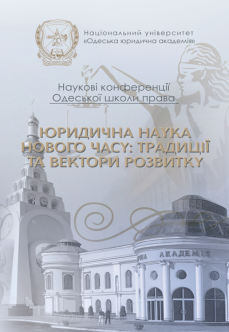 Національний університет
«Одеська юридична академія»
Наукові конференції
Одеської школи права
ЮРИДИЧНА НАУКА
НОВОГО ЧАСУ: ТРАДИЦІЇ
ТА ВЕКТОРИ РОЗВИТКУ
АКАДЕМІЯ